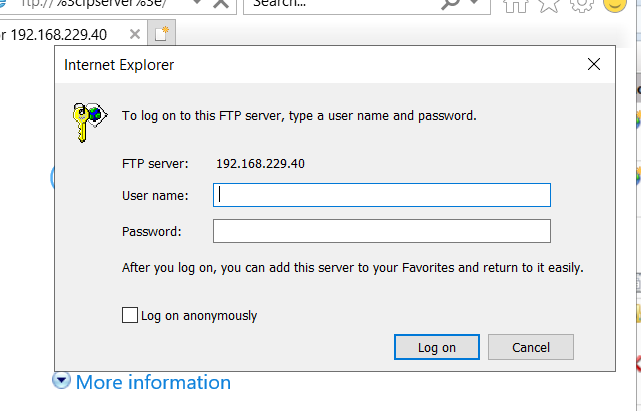 ftp://%3cipserver%3e/
Search...
or 192.168.229.40
Internet Explorer
To log on to this FTP server, type a user name and password.
FTP server: 192.168.229.40
User name:
Password:
After you log on, you can add this server to your Favorites and return to it easily.
Log on anonymously
Log on Cancel
More information